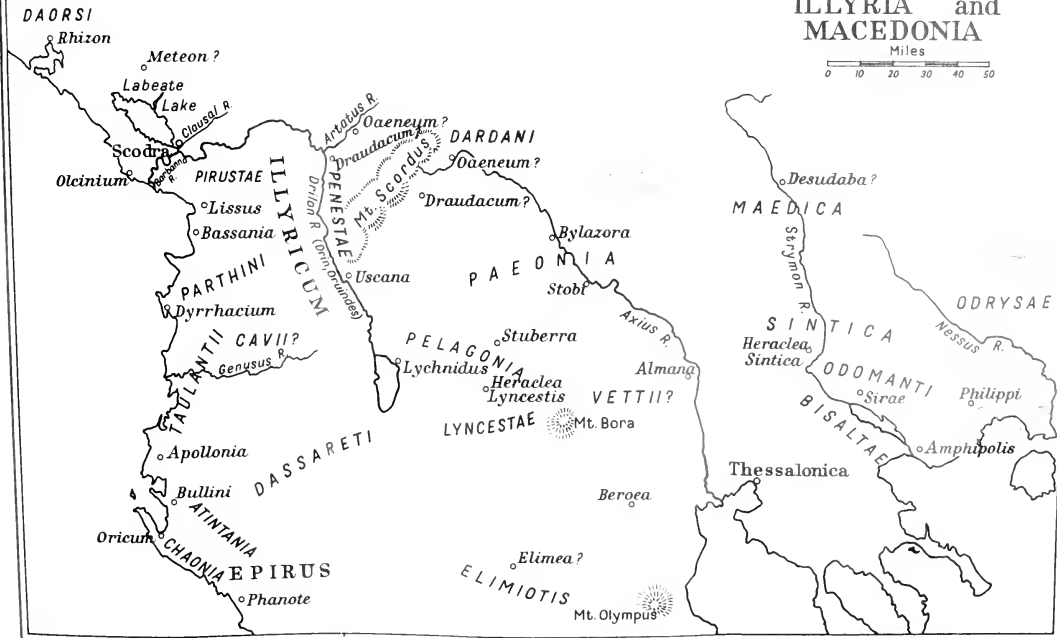 ILLYRIA and
MACEDONIA
Miles
0 10 20 30 40 50
DAORSI
Rhizon
Meteon ?
Labeate
Lake
Clausal R.
Scodra
Barbanna
R.
Olcinium
PIRUSTAE
Lissus
Bassania
ILLYRICUM
Artatus R.
Oaeneum ?
Draudacum ?
PENESTAE
Drilon R (Drin, Druindes)
Mt. Scordus
DARDANI
Oaeneum ?
Draudacum ?
Uscana
Bylazora
PAEONIA
Stobi
Axius R.
PARTHINI
Dyrrhacium
CAVII ?
Genusus R.
TAULANTII
PELAGONIA
Stuberra
Lychnidus
Heraclea
Lyncestis
VETTII ?
Almana
LYNCESTAE
Mt. Bora
DASSARETI
Apollonia
Bullini
ATINTANIA
Oricum
CHAONIA
EPIRUS
Phanote
Beroea
Thessalonica
Elimea ?
ELIMIOTIS
Mt. Olympus
Desudaba ?
MAEDICA
Strymon R.
SINTICA
Heraclea
Sintica
ODRYSAE
Nessus R.
ODOMANTI
Sirae
Philippi
BISALTAE
Amphipolis